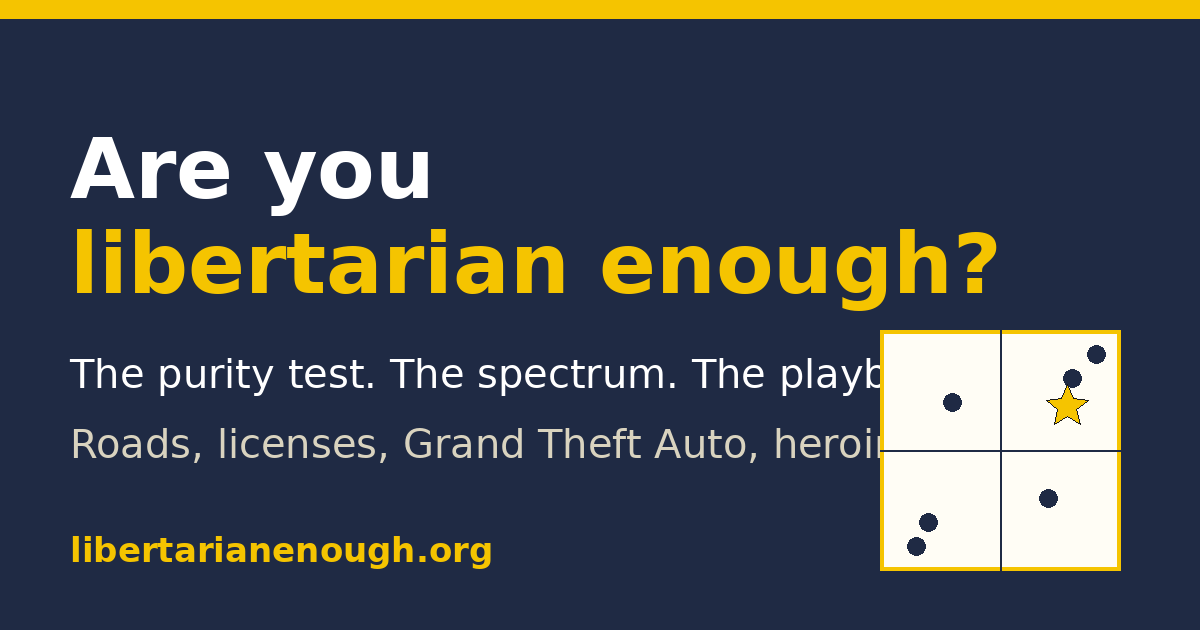 Are you
libertarian enough?
The purity test. The spectrum. The
Roads, licenses, Grand Theft Auto,
libertarianenough.org